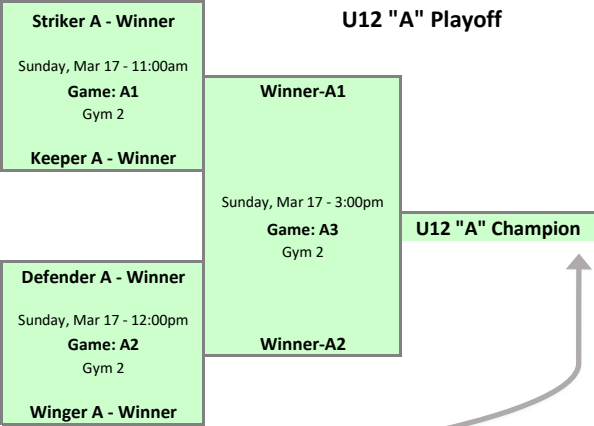 U12 "A" Playoff
Striker A - Winner
Sunday, Mar 17 - 11:00am
Game: A1
Gym 2
Keeper A - Winner
Winner-A1
Sunday, Mar 17 - 3:00pm
Game: A3
Gym 2
Winner-A2
U12 "A" Champion
Defender A - Winner
Sunday, Mar 17 - 12:00pm
Game: A2
Gym 2
Winger A - Winner